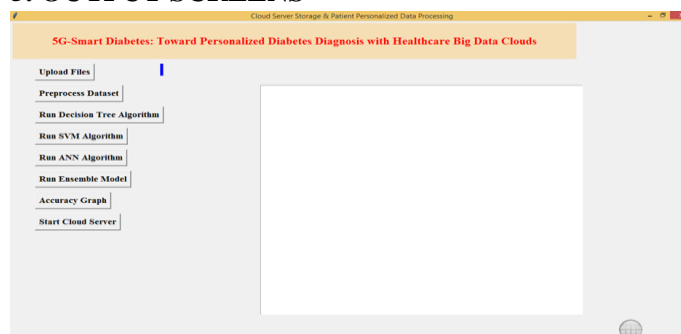 Cloud Server Storage & Patient Personalized Data Processing
5G-Smart Diabetes: Toward Personalized Diabetes Diagnosis with Healthcare Big Data Clouds
Upload Files
Preprocess Dataset
Run Decision Tree Algorithm
Run SVM Algorithm
Run ANN Algorithm
Run Ensemble Model
Accuracy Graph
Start Cloud Server